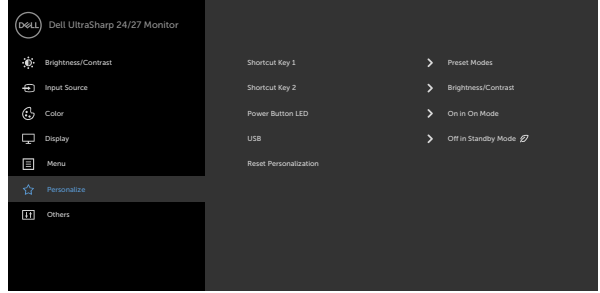 DELL Dell UltraSharp 24/27 Monitor
Brightness/Contrast
Input Source
Color
Display
Menu
Personalize
Others
Shortcut Key 1 Preset Modes
Shortcut Key 2 Brightness/Contrast
Power Button LED On in On Mode
USB Off in Standby Mode
Reset Personalization